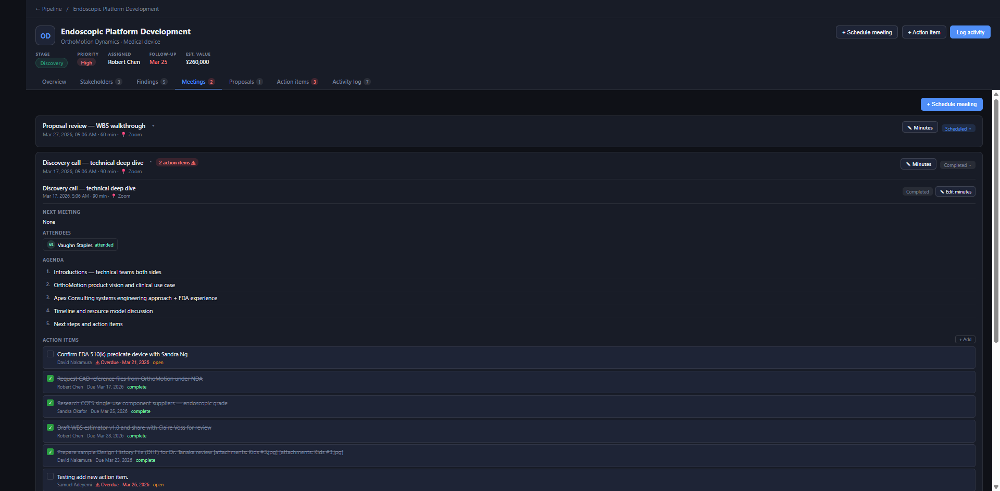 ← Pipeline / Endoscopic Platform Development
OD
Endoscopic Platform Development
OrthoMotion Dynamics · Medical device
+ Schedule meeting
+ Action item
Log activity
STAGE
Discovery
PRIORITY
High
ASSIGNED
Robert Chen
FOLLOW-UP
Mar 25
EST. VALUE
¥260,000
Overview
Stakeholders 3
Findings 5
Meetings 2
Proposals 1
Action items 3
Activity log 7
+ Schedule meeting
Proposal review — WBS walkthrough
Mar 27, 2026, 05:06 AM · 60 min · Zoom
Minutes
Scheduled
Discovery call — technical deep dive
2 action items
Mar 17, 2026, 05:06 AM · 90 min · Zoom
Minutes
Completed
Discovery call — technical deep dive
Mar 17, 2026, 5:06 AM · 90 min · Zoom
Completed
Edit minutes
NEXT MEETING
None
ATTENDEES
VS Vaughn Staples attended
AGENDA
1. Introductions — technical teams both sides
2. OrthoMotion product vision and clinical use case
3. Apex Consulting systems engineering approach + FDA experience
4. Timeline and resource model discussion
5. Next steps and action items
ACTION ITEMS
+ Add
Confirm FDA 510(k) predicate device with Sandra Ng
David Nakamura Overdue · Mar 21, 2026 open
Request CAD reference files from OrthoMotion under NDA
Robert Chen Due Mar 17, 2026 complete
Research COTS single-use component suppliers — endoscopic grade
Sandra Okafor Due Mar 25, 2026 complete
Draft WBS estimator v1.0 and share with Claire Voss for review
Robert Chen Due Mar 28, 2026 complete
Prepare sample Design History File (DHF) for Dr. Tanaka review [attachments: Kids #3.jpg] [attachments: Kids #3.jpg]
David Nakamura Due Mar 23, 2026 complete
Testing add new action item.
Samuel Adeyemi Overdue · Mar 26, 2026 open